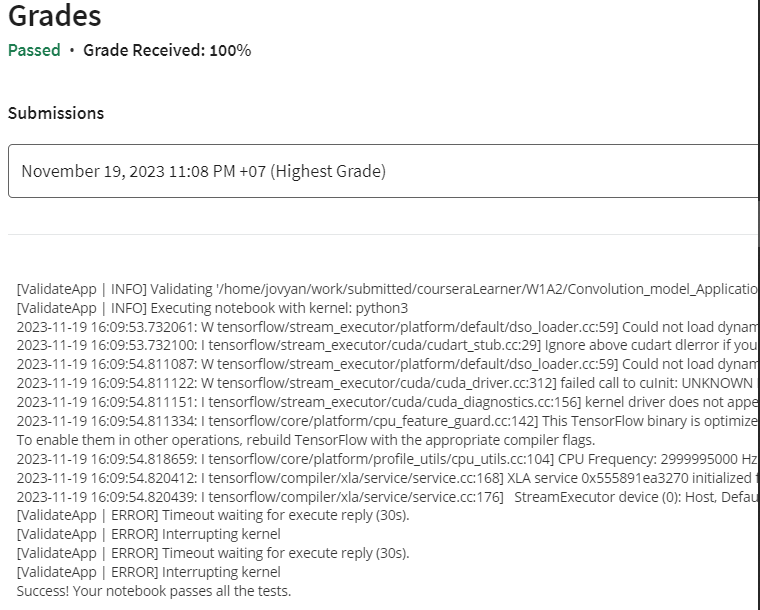 Grades
Passed • Grade Received: 100%
Submissions
November 19, 2023 11:08 PM +07 (Highest Grade)
[ValidateApp | INFO] Validating '/home/jovyan/work/submitted/courseraLearner/W1A2/Convolution_model_Applicatio
[ValidateApp | INFO] Executing notebook with kernel: python3
2023-11-19 16:09:53.732061: W tensorflow/stream_executor/platform/default/dso_loader.cc:59] Could not load dynam
2023-11-19 16:09:53.732100: I tensorflow/stream_executor/cuda/cudart_stub.cc:29] Ignore above cudart dlerror if you
2023-11-19 16:09:54.811087: W tensorflow/stream_executor/platform/default/dso_loader.cc:59] Could not load dynam
2023-11-19 16:09:54.811122: W tensorflow/stream_executor/cuda/cuda_driver.cc:312] failed call to cuInit: UNKNOWN
2023-11-19 16:09:54.811151: I tensorflow/stream_executor/cuda/cuda_diagnostics.cc:156] kernel driver does not appe
2023-11-19 16:09:54.811334: I tensorflow/core/platform/cpu_feature_guard.cc:142] This TensorFlow binary is optimize
To enable them in other operations, rebuild TensorFlow with the appropriate compiler flags.
2023-11-19 16:09:54.818659: I tensorflow/core/platform/profile_utils/cpu_utils.cc:104] CPU Frequency: 2999995000 Hz
2023-11-19 16:09:54.820412: I tensorflow/compiler/xla/service/service.cc:168] XLA service 0x555891ea3270 initialized f
2023-11-19 16:09:54.820439: I tensorflow/compiler/xla/service/service.cc:176] StreamExecutor device (0): Host, Defau
[ValidateApp | ERROR] Timeout waiting for execute reply (30s).
[ValidateApp | ERROR] Interrupting kernel
[ValidateApp | ERROR] Timeout waiting for execute reply (30s).
[ValidateApp | ERROR] Interrupting kernel
Success! Your notebook passes all the tests.